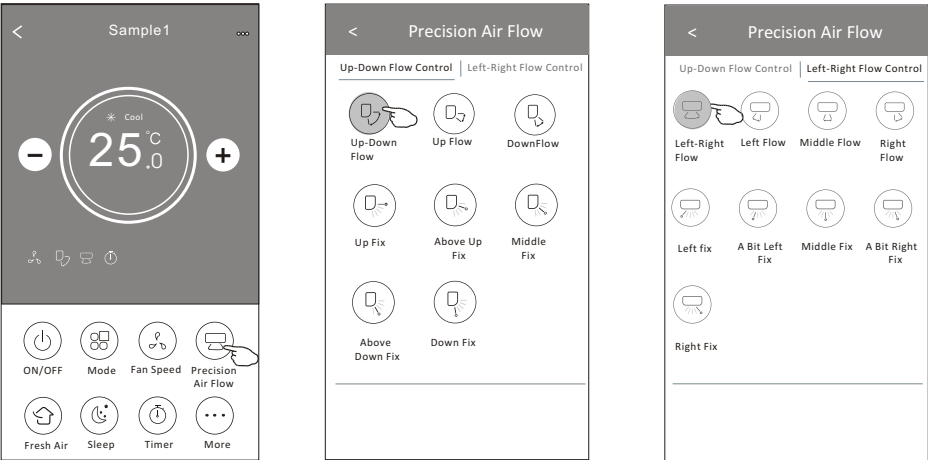 < Sample1
Cool
25.0 °C
−
+
ON/OFF Mode Fan Speed Precision
Air Flow
Fresh Air Sleep Timer More
< Precision Air Flow
Up-Down Flow Control Left-Right Flow Control
Up-Down
Flow
Up Flow
DownFlow
Up Fix
Above Up
Fix
Middle
Fix
Above
Down Fix
Down Fix
< Precision Air Flow
Up-Down Flow Control Left-Right Flow Control
Left-Right
Flow
Left Flow
Middle Flow
Right
Flow
Left fix
A Bit Left
Fix
Middle Fix
A Bit Right
Fix
Right Fix